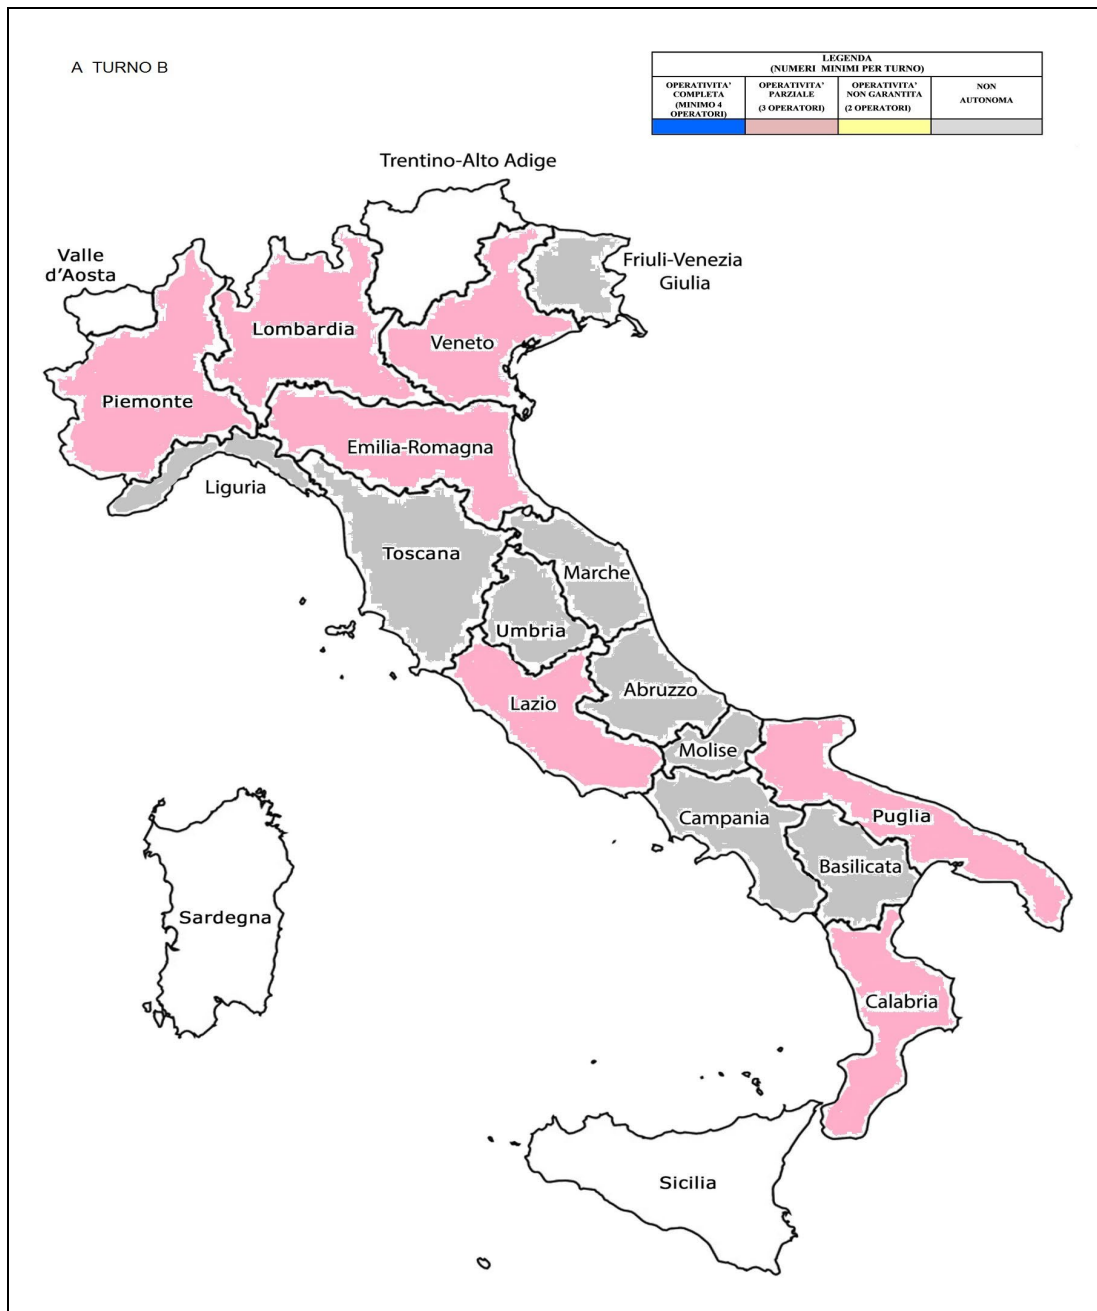 A TURNO B
LEGENDA
(NUMERI MINIMI PER TURNO)
OPERATIVITA' COMPLETA (MINIMO 4 OPERATORI)
OPERATIVITA' PARZIALE (3 OPERATORI)
OPERATIVITA' NON GARANTITA (2 OPERATORI)
NON AUTONOMA
Trentino-Alto Adige
Valle d'Aosta
Friuli-Venezia Giulia
Lombardia
Veneto
Piemonte
Emilia-Romagna
Liguria
Toscana
Marche
Umbria
Abruzzo
Lazio
Molise
Campania
Puglia
Basilicata
Sardegna
Calabria
Sicilia